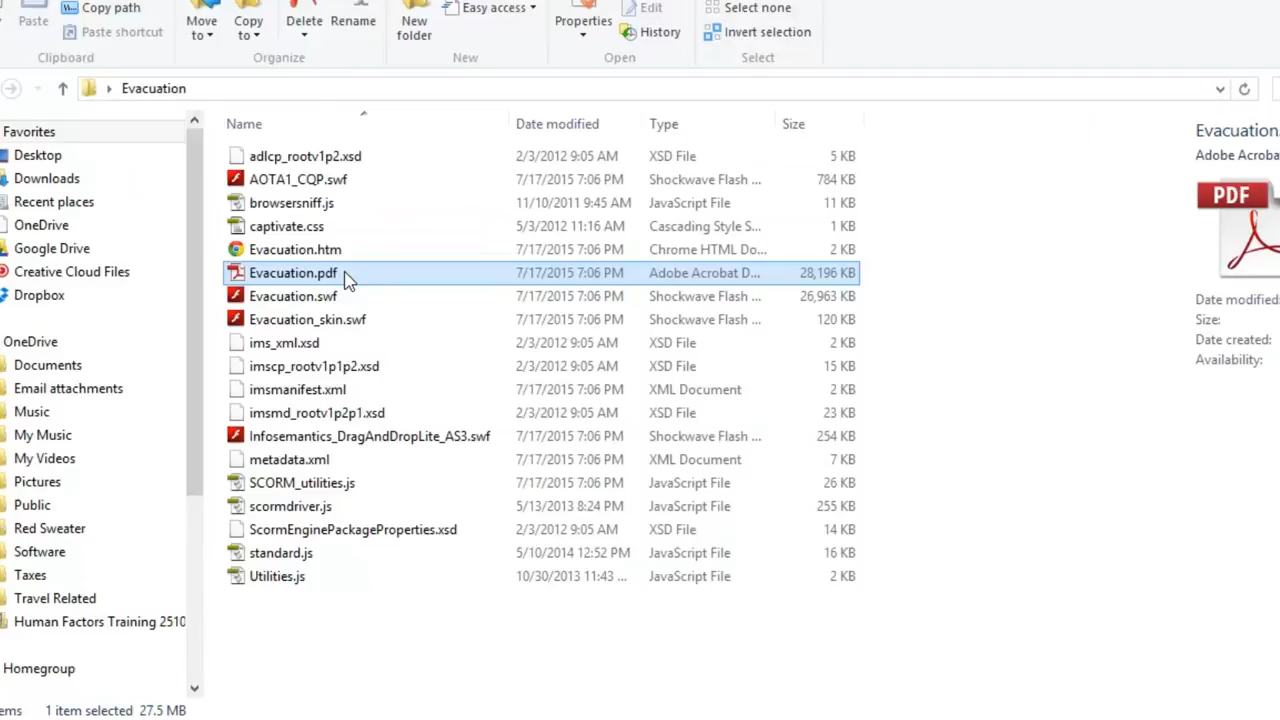 Paste
Copy path
Paste shortcut
Clipboard
Move to
Copy to
Delete
Rename
Organize
New folder
Easy access
New
Properties
Edit
History
Open
Select none
Invert selection
Select
Evacuation
Favorites
Desktop
Downloads
Recent places
OneDrive
Google Drive
Creative Cloud Files
Dropbox
OneDrive
Documents
Email attachments
Music
My Music
My Videos
Pictures
Public
Red Sweater
Software
Taxes
Travel Related
Human Factors Training 2510
Homegroup
Name Date modified Type Size
adlcp_rootv1p2.xsd 2/3/2012 9:05 AM XSD File 5 KB
AOTA1_CQP.swf 7/17/2015 7:06 PM Shockwave Flash ... 784 KB
browsersniff.js 11/10/2011 9:45 AM JavaScript File 11 KB
captivate.css 5/3/2012 11:16 AM Cascading Style S... 1 KB
Evacuation.htm 7/17/2015 7:06 PM Chrome HTML Do... 2 KB
Evacuation.pdf 7/17/2015 7:06 PM Adobe Acrobat D... 28,196 KB
Evacuation.swf 7/17/2015 7:06 PM Shockwave Flash ... 26,963 KB
Evacuation_skin.swf 7/17/2015 7:06 PM Shockwave Flash ... 120 KB
ims_xml.xsd 2/3/2012 9:05 AM XSD File 2 KB
imscp_rootv1p1p2.xsd 2/3/2012 9:05 AM XSD File 15 KB
imsmanifest.xml 7/17/2015 7:06 PM XML Document 2 KB
imsmd_rootv1p2p1.xsd 2/3/2012 9:05 AM XSD File 23 KB
Infosemantics_DragAndDropLite_AS3.swf 7/17/2015 7:06 PM Shockwave Flash ... 254 KB
metadata.xml 7/17/2015 7:06 PM XML Document 7 KB
SCORM_utilities.js 7/17/2015 7:06 PM JavaScript File 26 KB
scormdriver.js 5/13/2013 8:24 PM JavaScript File 255 KB
ScormEnginePackageProperties.xsd 2/3/2012 9:05 AM XSD File 14 KB
standard.js 5/10/2014 12:52 PM JavaScript File 16 KB
Utilities.js 10/30/2013 11:43 ... JavaScript File 2 KB
Evacuation.
Adobe Acroba
PDF
Date modified:
Size:
Date created:
Availability:
ems 1 item selected 27.5 MB